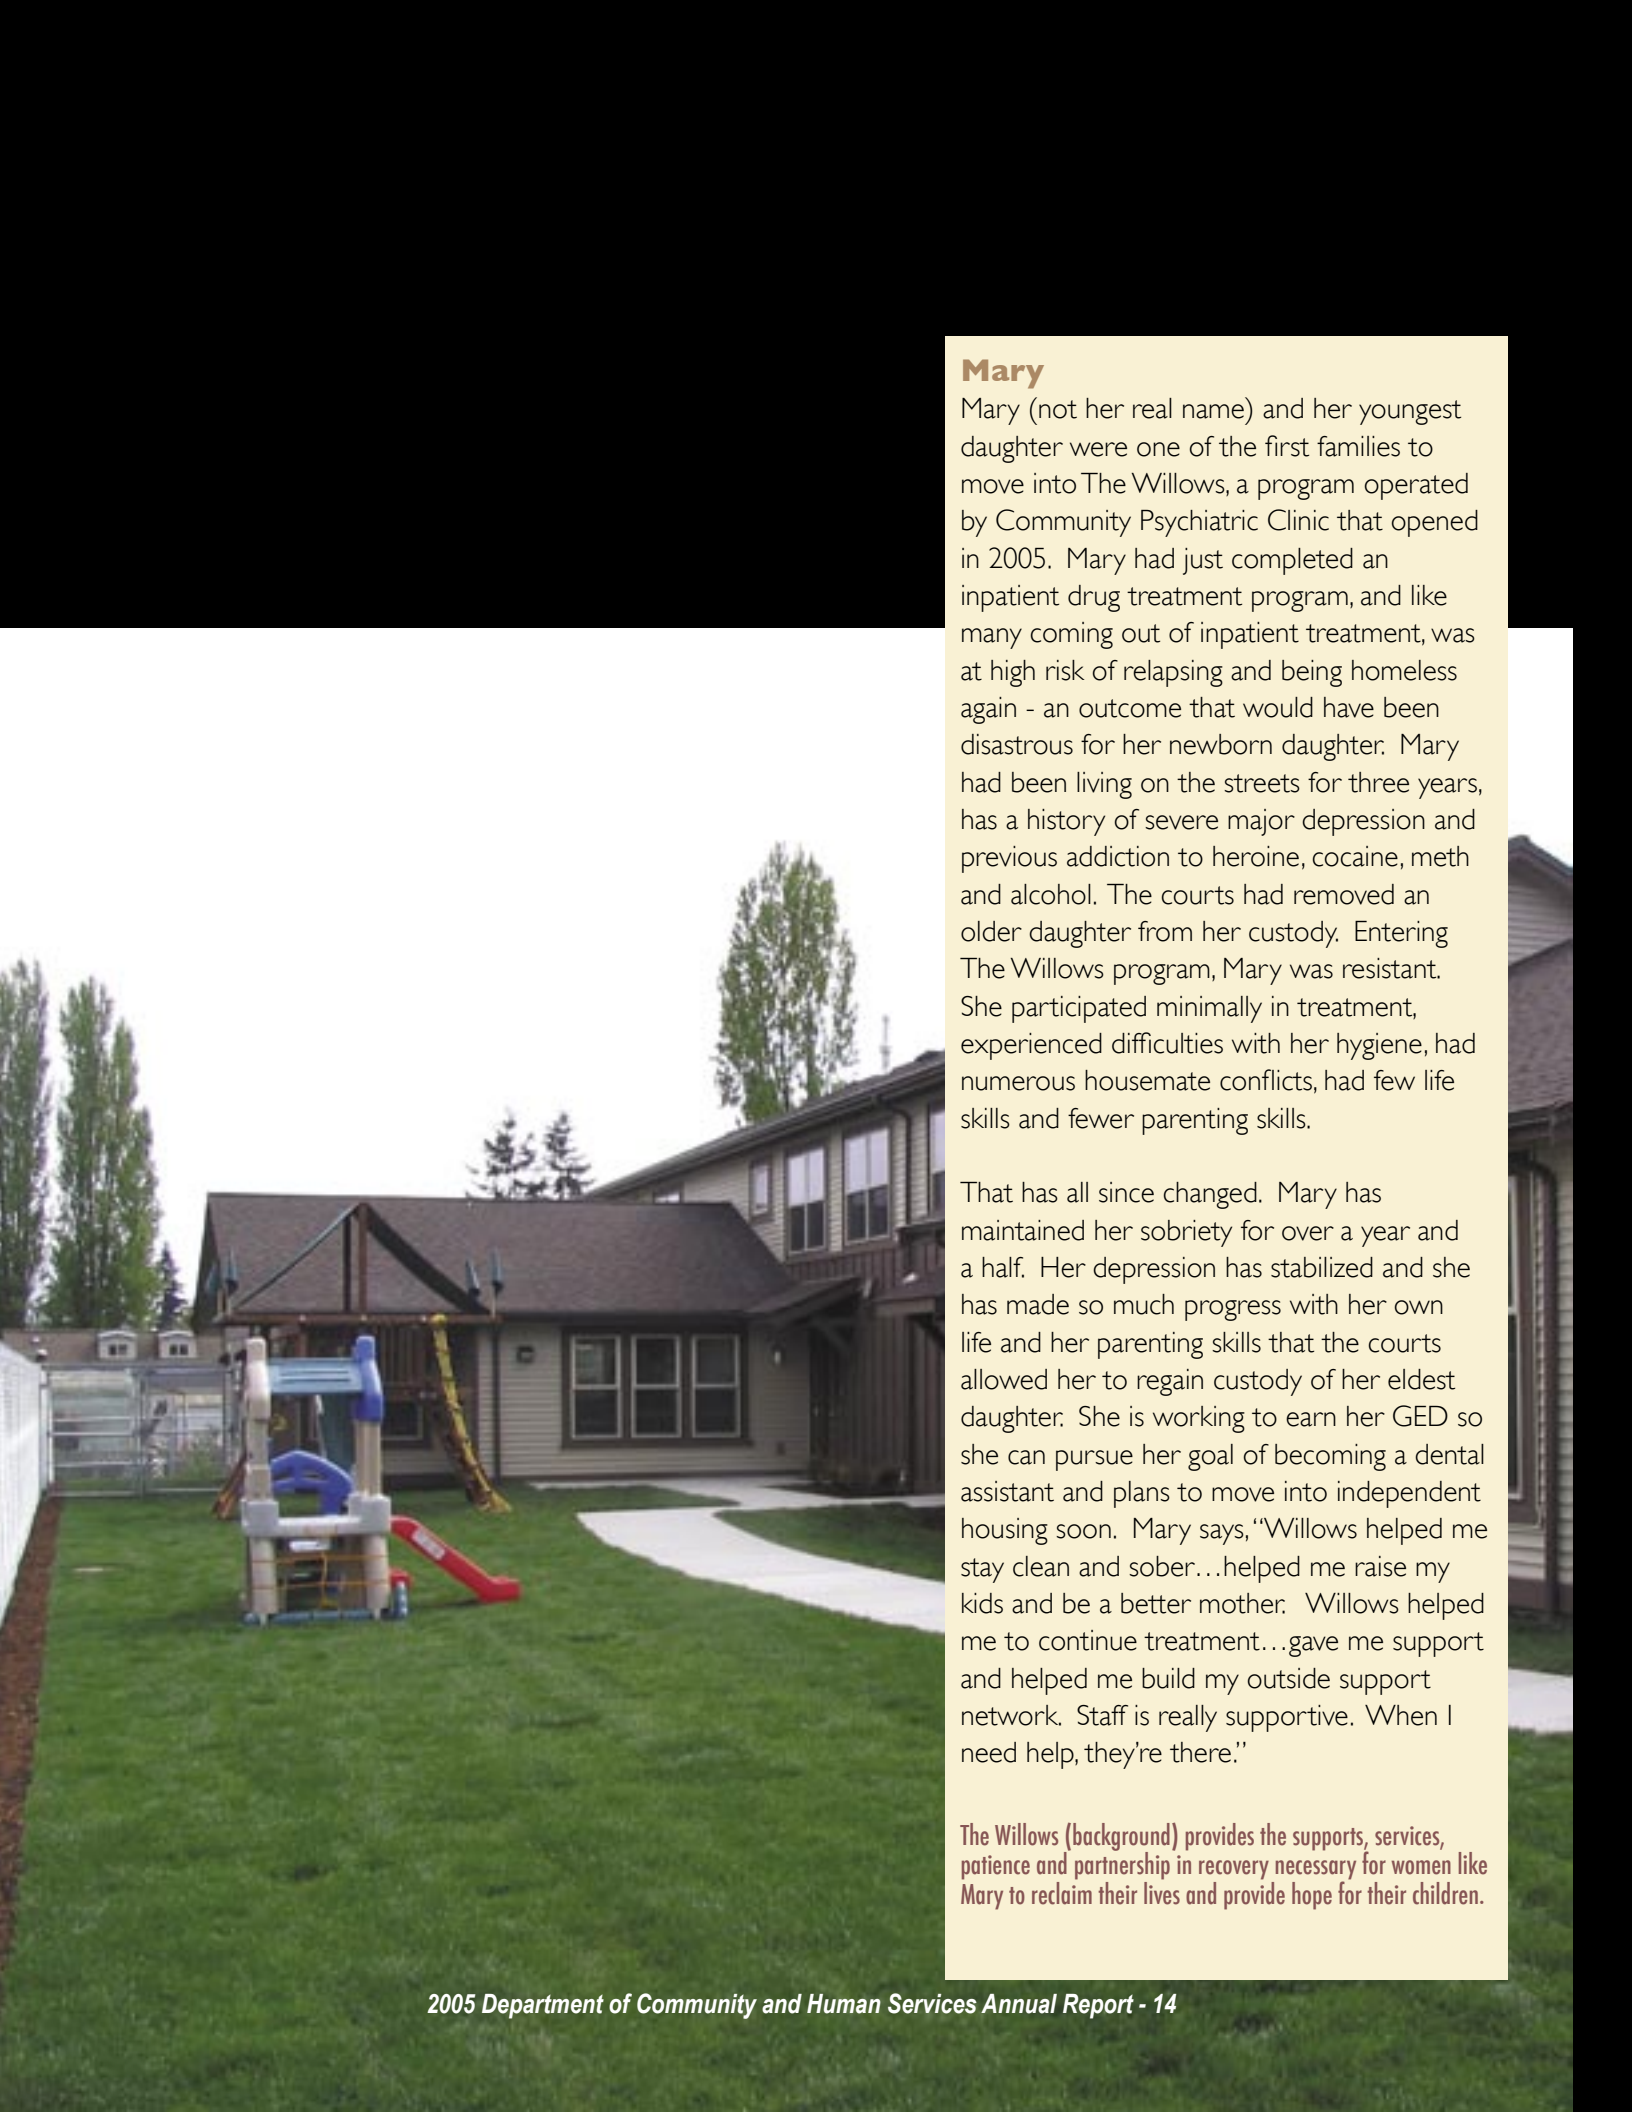 Mary
Mary (not her real name) and her youngest
daughter were one of the first families to
move into The Willows, a program operated
by Community Psychiatric Clinic that opened
in 2005.  Mary had just completed an
inpatient drug treatment program, and like
many coming out of inpatient treatment, was
at high risk of relapsing and being homeless
again - an outcome that would have been
disastrous for her newborn daughter.  Mary
had been living on the streets for three years,
has a history of severe major depression and
previous addiction to heroine, cocaine, meth
and alcohol. The courts had removed an
older daughter from her custody.  Entering
The Willows program, Mary was resistant.
She participated minimally in treatment,
experienced difficulties with her hygiene, had
numerous housemate conflicts, had few life
skills and fewer parenting skills.
That has all since changed.  Mary has
maintained her sobriety for over a year and
a half.  Her depression has stabilized and she
has made so much progress with her own
life and her parenting skills that the courts
allowed her to regain custody of her eldest
daughter.  She is working to earn her GED so
she can pursue her goal of becoming a dental
assistant and plans to move into independent
housing soon.  Mary says, “Willows helped me
stay clean and sober…helped me raise my
kids and be a better mother.   Willows helped
me to continue treatment…gave me support
and helped me build my outside support
network.  Staff is really supportive. When I
need help, they’re there.”
The Willows (background) provides the supports, services,
patience and partnership in recovery necessary for women like
Mary to reclaim their lives and provide hope for their children.
2005 Department of Community and Human Services Annual Report - 14